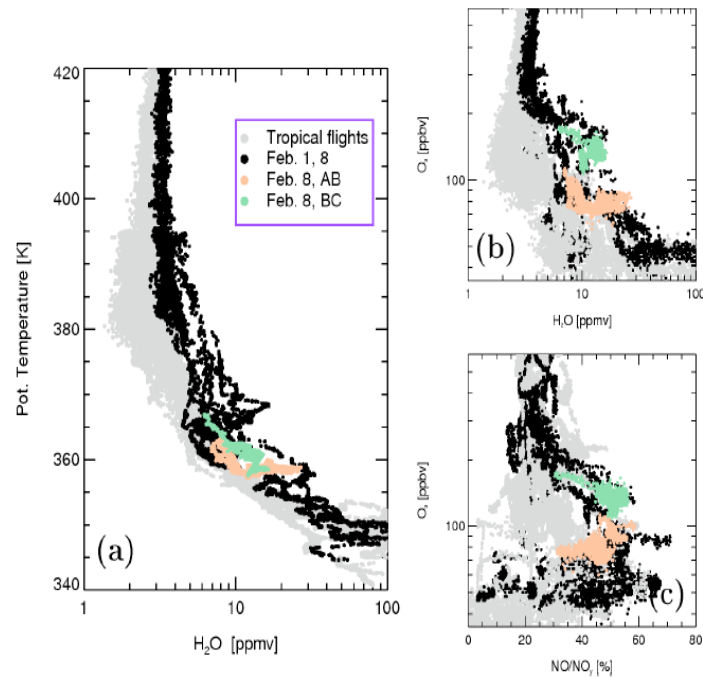 420
400
380
360
340
Pot. Temperature [K]
1
10
100
H₂O [ppmv]
(a)
Tropical flights
Feb. 1, 8
Feb. 8, AB
Feb. 8, BC
100
O₃ [ppbv]
(b)
1
10
100
H₂O [ppmv]
100
O₃ [ppbv]
(c)
0
20
40
60
80
NO/NOᵧ [%]